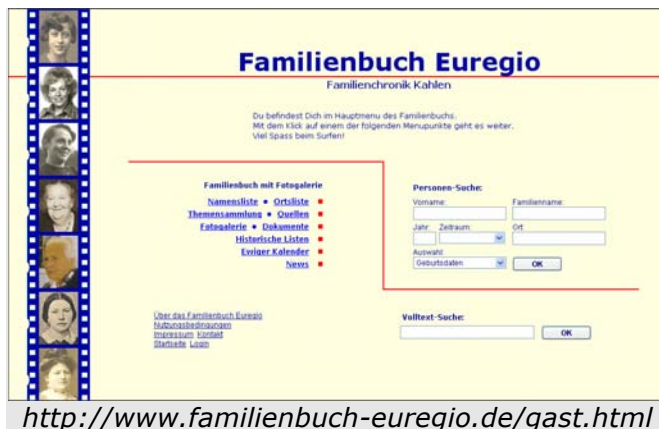 Familienbuch Euregio
Familienchronik Kahlen
Du befindest Dich im Hauptmenu des Familienbuchs.
Mit dem Klick auf einem der folgenden Menupunkte geht es weiter.
Viel Spass beim Surfen!
Familienbuch mit Fotogalerie
Namensliste • Ortsliste
Themensammlung • Quellen
Fotogalerie • Dokumente
Historische Listen
Ewiger Kalender
News
Über das Familienbuch Euregio
Nutzungsbedingungen
Impressum Kontakt
Startseite Login
Personen-Suche:
Vorname: Familienname:
Jahr: Zeitraum: Ort:
Auswahl:
Geburtsdaten OK
Volltext-Suche:
OK
http://www.familienbuch-euregio.de/gast.html